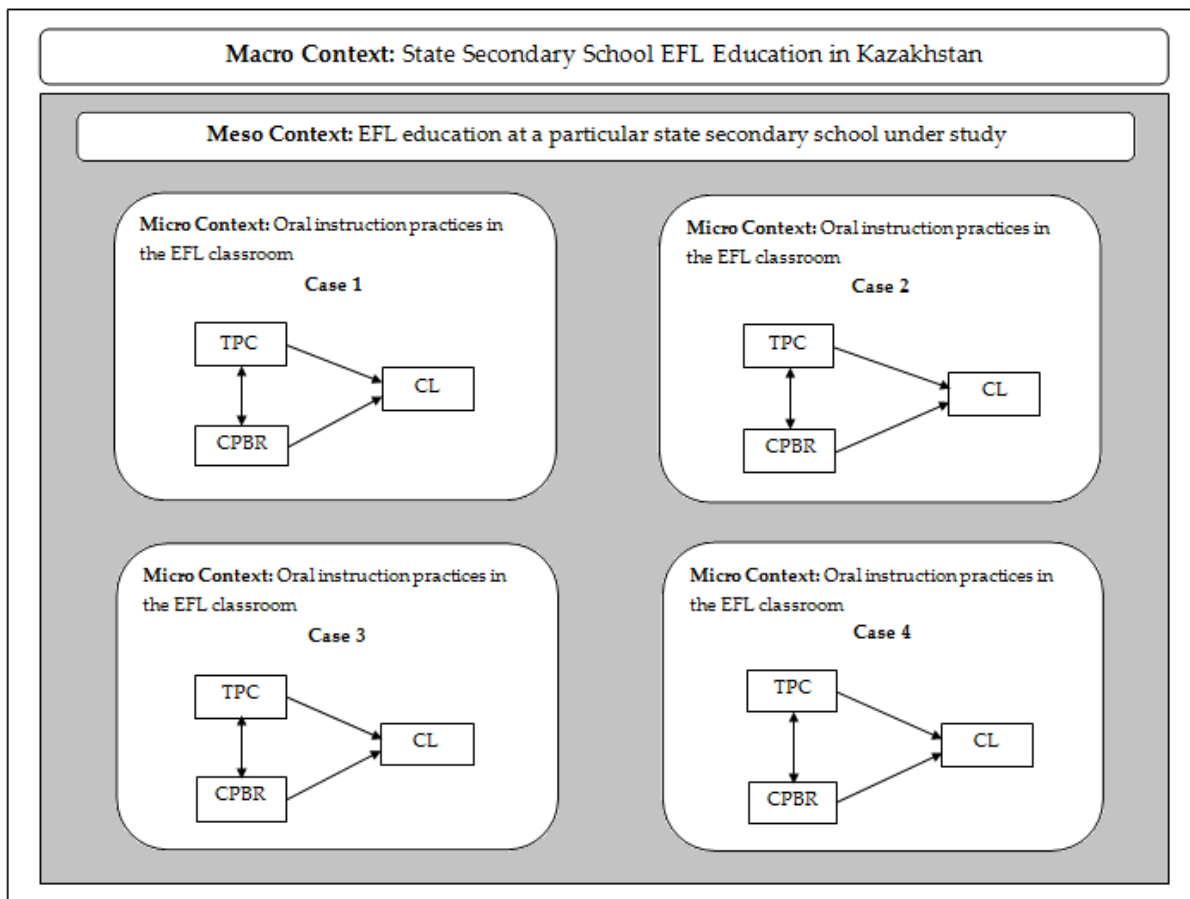 Macro Context: State Secondary School EFL Education in Kazakhstan
Meso Context: EFL education at a particular state secondary school under study
Micro Context: Oral instruction practices in
the EFL classroom
Case 1
TPC
CL
CPBR
Micro Context: Oral instruction practices in
the EFL classroom
Case 2
TPC
CL
CPBR
Micro Context: Oral instruction practices in
the EFL classroom
Case 3
TPC
CL
CPBR
Micro Context: Oral instruction practices in
the EFL classroom
Case 4
TPC
CL
CPBR